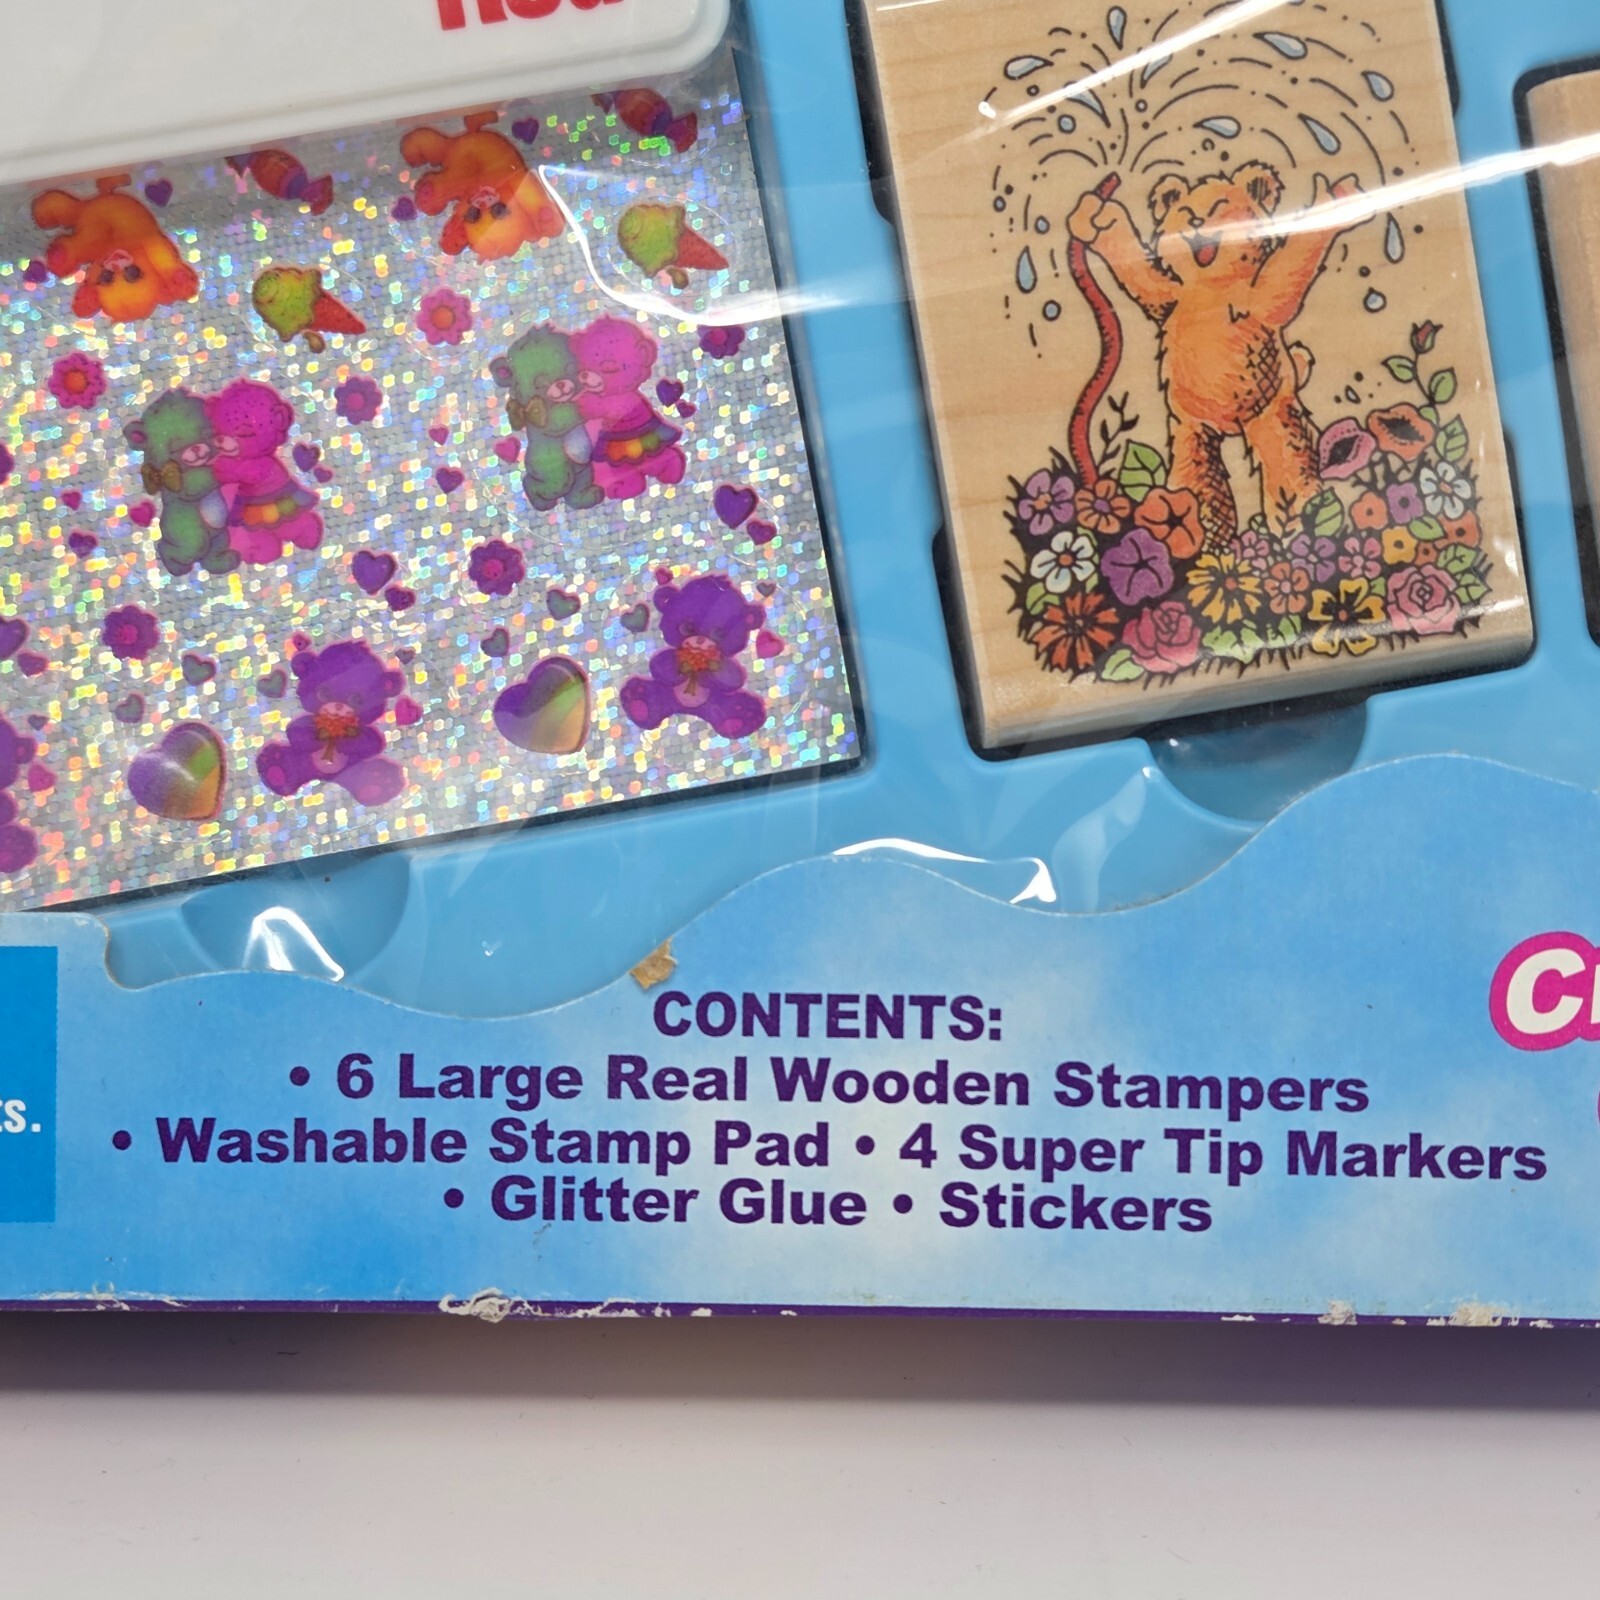 CONTENTS:
• 6 Large Real Wooden Stampers
• Washable Stamp Pad • 4 Super Tip Markers
• Glitter Glue • Stickers